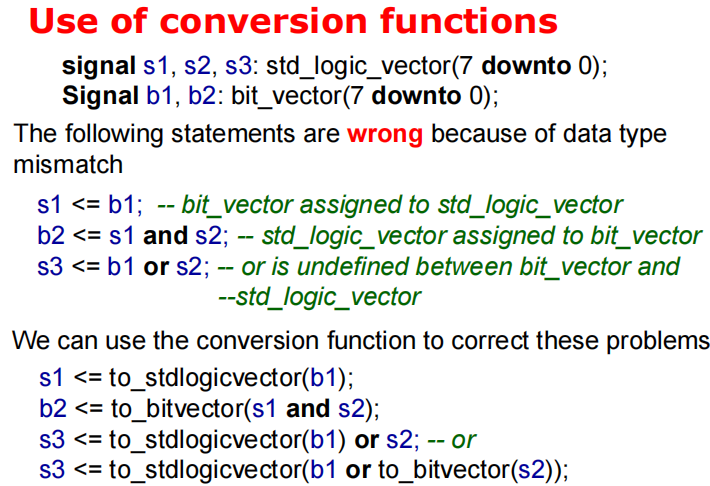 Use of conversion functions
signal s1, s2, s3: std_logic_vector(7 downto 0);
Signal b1, b2: bit_vector(7 downto 0);
The following statements are wrong because of data type
mismatch
s1 <= b1; -- bit_vector assigned to std_logic_vector
b2 <= s1 and s2; -- std_logic_vector assigned to bit_vector
s3 <= b1 or s2; -- or is undefined between bit_vector and
--std_logic_vector
We can use the conversion function to correct these problems
s1 <= to_stdlogicvector(b1);
b2 <= to_bitvector(s1 and s2);
s3 <= to_stdlogicvector(b1) or s2; -- or
s3 <= to_stdlogicvector(b1 or to_bitvector(s2));